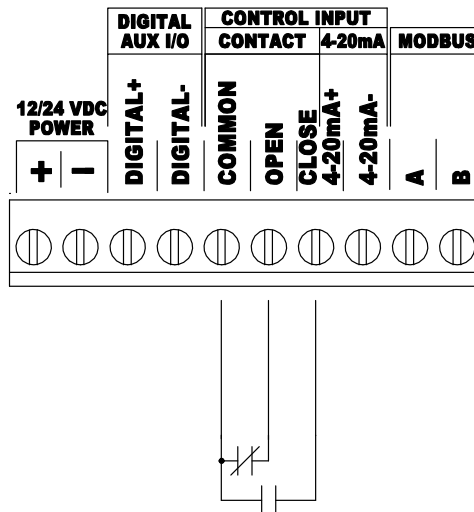 DIGITAL
AUX I/O
CONTROL INPUT
CONTACT
4-20mA
MODBUS
12/24 VDC
POWER
+
–
DIGITAL+
DIGITAL-
COMMON
OPEN
CLOSE
4-20mA+
4-20mA-
A
B